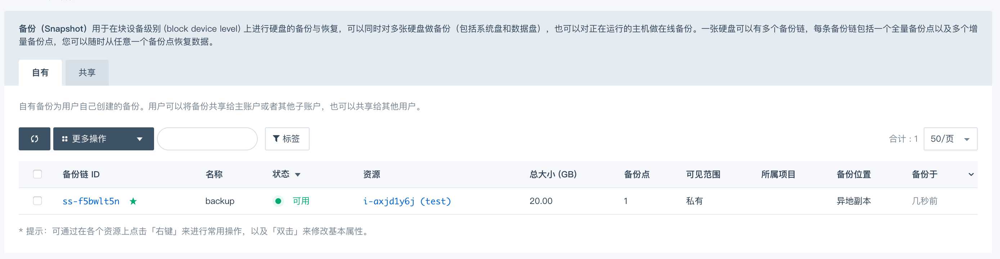 备份（Snapshot）用于在块设备级别 (block device level) 上进行硬盘的备份与恢复，可以同时对多张硬盘做备份（包括系统盘和数据盘），也可以对正在运行的主机做在线备份。一张硬盘可以有多个备份链，每条备份链包括一个全量备份点以及多个增
量备份点，您可以随时从任意一个备份点恢复数据。
自有 共享
自有备份为用户自己创建的备份。用户可以将备份共享给主账户或者其他子账户，也可以共享给其他用户。
更多操作 标签 合计：1 50/页
备份链 ID 名称 状态 资源 总大小 (GB) 备份点 可见范围 所属项目 备份位置 备份于
ss-f5bwlt5n ★ backup 可用 i-axjd1y6j (test) 20.00 1 私有 异地副本 几秒前
* 提示：可通过在各个资源上点击「右键」来进行常用操作，以及「双击」来修改基本属性。